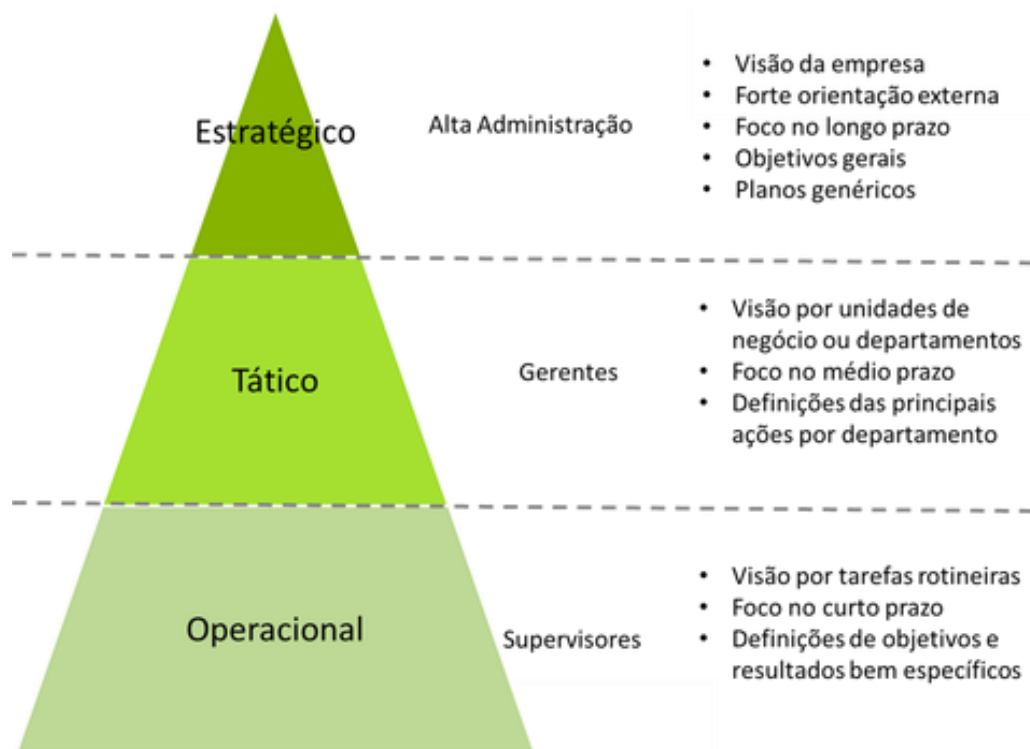 Estratégico
Alta Administração
• Visão da empresa
• Forte orientação externa
• Foco no longo prazo
• Objetivos gerais
• Planos genéricos
Tático
Gerentes
• Visão por unidades de
negócio ou departamentos
• Foco no médio prazo
• Definições das principais
ações por departamento
Operacional
Supervisores
• Visão por tarefas rotineiras
• Foco no curto prazo
• Definições de objetivos e
resultados bem específicos